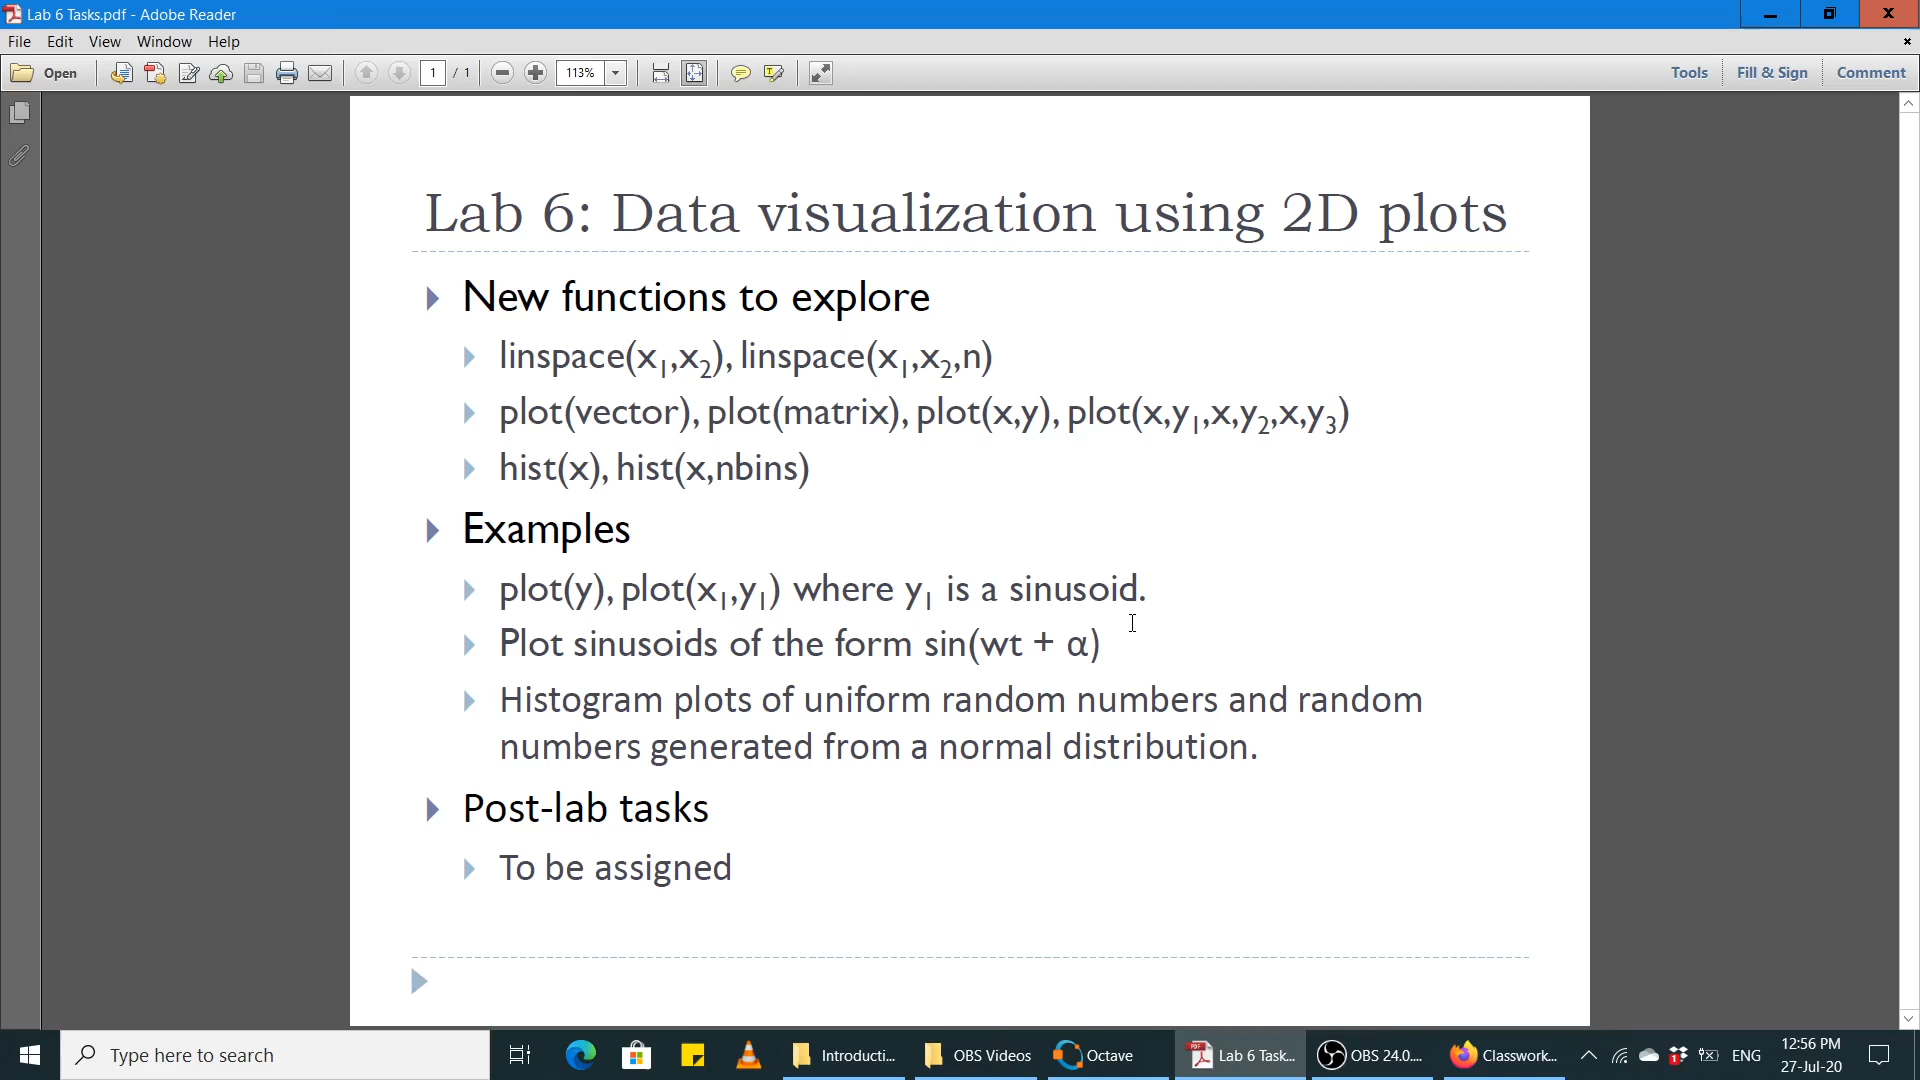 Lab 6 Tasks.pdf - Adobe Reader
File Edit View Window Help
Open 1 / 1 113% Tools Fill & Sign Comment
Lab 6: Data visualization using 2D plots
New functions to explore
linspace(x₁,x₂), linspace(x₁,x₂,n)
plot(vector), plot(matrix), plot(x,y), plot(x,y₁,x,y₂,x,y₃)
hist(x), hist(x,nbins)
Examples
plot(y), plot(x₁,y₁) where y₁ is a sinusoid.
Plot sinusoids of the form sin(wt + α)
Histogram plots of uniform random numbers and random
numbers generated from a normal distribution.
Post-lab tasks
To be assigned
Type here to search Introducti... OBS Videos Octave Lab 6 Task... OBS 24.0.... Classwork... ENG 12:56 PM
27-Jul-20